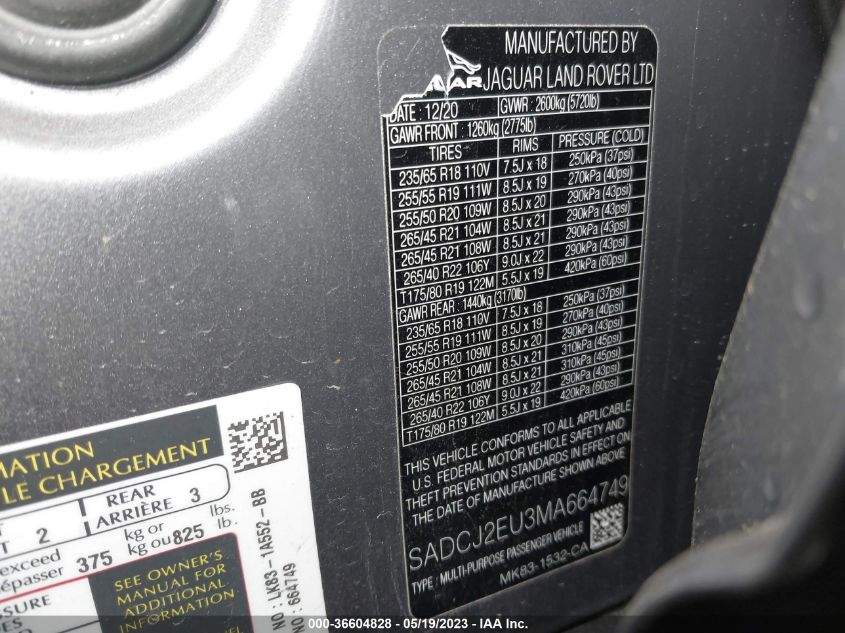 MANUFACTURED BY
JAGUAR LAND ROVER LTD
DATE : 12/20 GVWR : 2600kg (5720lb)
GAWR FRONT : 1260kg (2775lb)
TIRES RIMS PRESSURE (COLD)
235/65 R18 110V 7.5J x 18 250kPa (37psi)
255/55 R19 111W 8.5J x 19 270kPa (40psi)
255/50 R20 109W 8.5J x 20 290kPa (43psi)
265/45 R21 104W 8.5J x 21 290kPa (43psi)
265/45 R21 108W 8.5J x 21 290kPa (43psi)
265/40 R22 106Y 9.0J x 22 290kPa (43psi)
T175/80 R19 122M 5.5J x 19 420kPa (60psi)
GAWR REAR : 1440kg (3170lb)
235/65 R18 110V 7.5J x 18 250kPa (37psi)
255/55 R19 111W 8.5J x 19 270kPa (40psi)
255/50 R20 109W 8.5J x 20 290kPa (43psi)
265/45 R21 104W 8.5J x 21 310kPa (45psi)
265/45 R21 108W 8.5J x 21 310kPa (45psi)
265/40 R22 106Y 9.0J x 22 290kPa (43psi)
T175/80 R19 122M 5.5J x 19 420kPa (60psi)
THIS VEHICLE CONFORMS TO ALL APPLICABLE
U.S. FEDERAL MOTOR VEHICLE SAFETY AND
THEFT PREVENTION STANDARDS IN EFFECT ON
THE DATE OF MANUFACTURE SHOWN ABOVE
SADCJ2EU3MA664749
TYPE : MULTI-PURPOSE PASSENGER VEHICLE
MK83-1532-CA
MATION
LE CHARGEMENT
T 2 REAR ARRIÈRE 3
exceed
dépasser 375 kg or kg ou 825 lbs. lb.
SEE OWNER'S
MANUAL FOR
ADDITIONAL
INFORMATION
SSURE
LK83-1A552-BB
NO : 664749
000-36604828 - 05/19/2023 - IAA Inc.